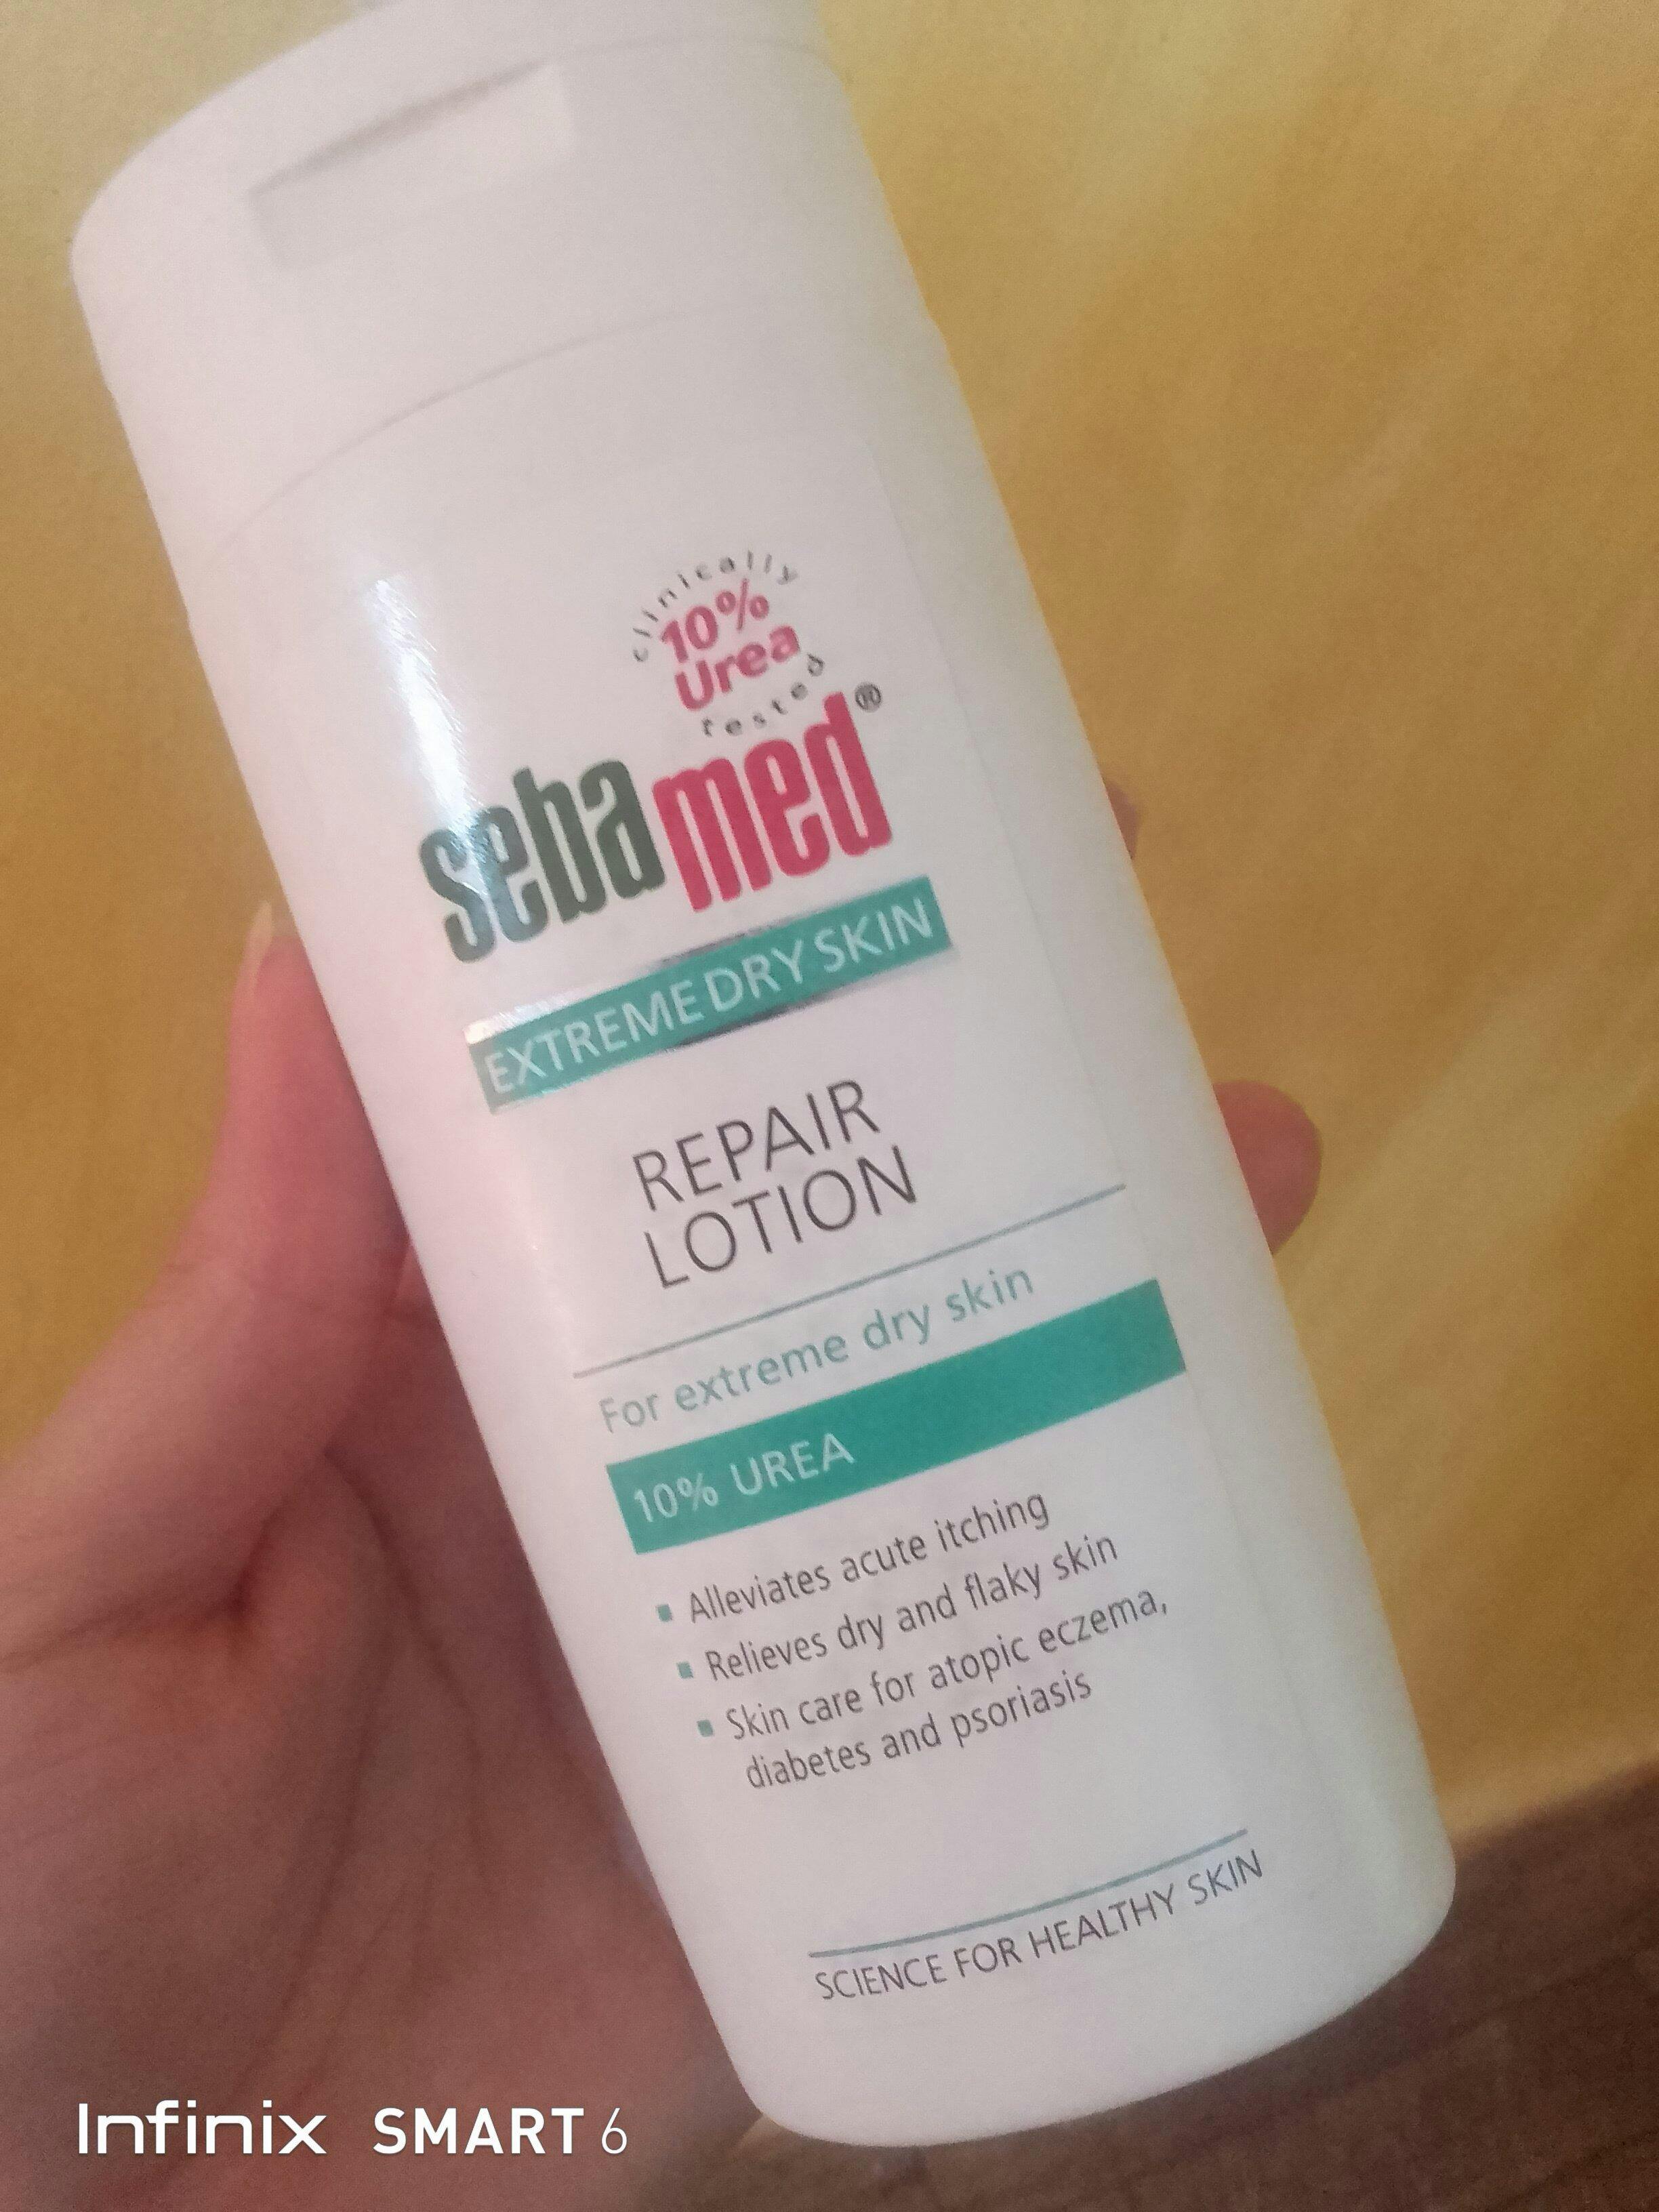 clinically
10%
Urea
tested
sebamed®
EXTREME DRY SKIN
REPAIR
LOTION
For extreme dry skin
10% UREA
▪ Alleviates acute itching
▪ Relieves dry and flaky skin
▪ Skin care for atopic eczema,
diabetes and psoriasis
SCIENCE FOR HEALTHY SKIN
Infinix SMART 6